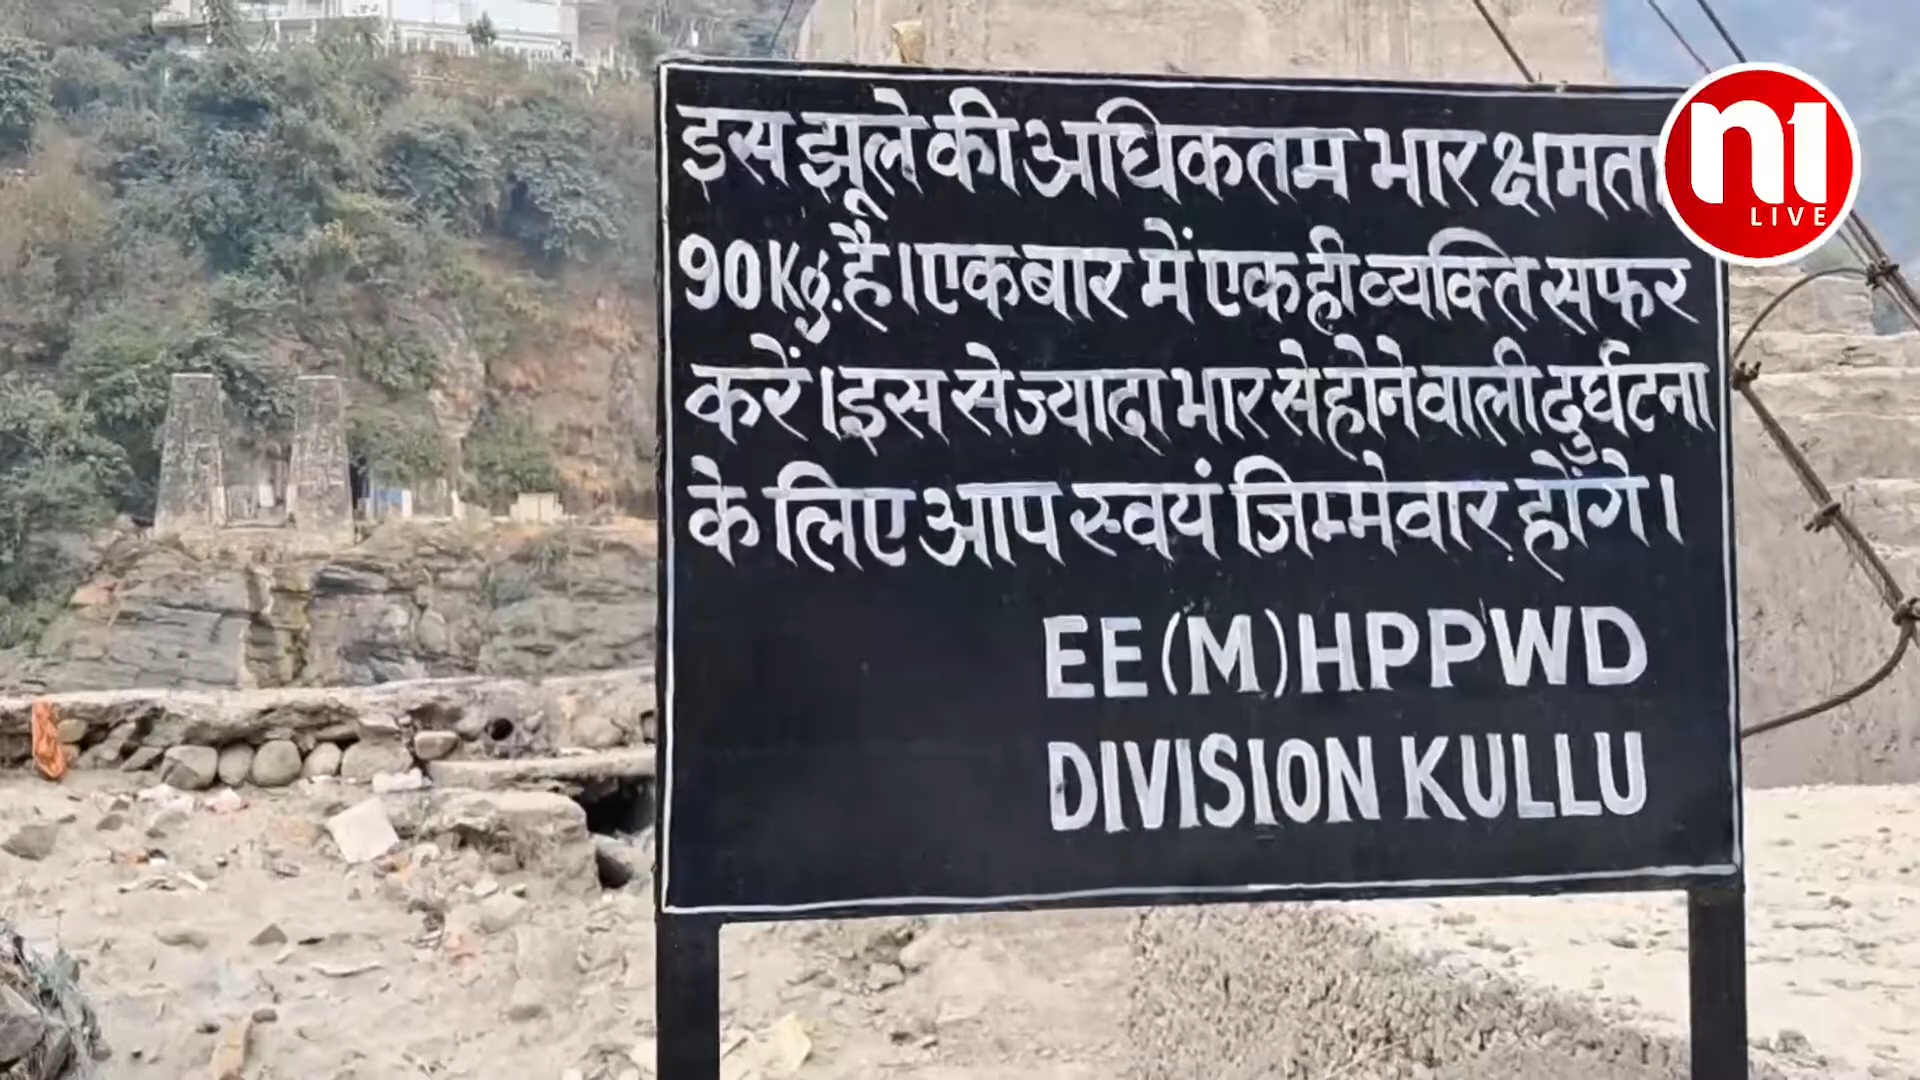 इस झूले की अधिकतम भार क्षमता
90Kg. है। एक बार में एक ही व्यक्ति सफर
करें। इस से ज्यादा भार से होने वाली दुर्घटना
के लिए आप स्वयं जिम्मेवार होंगे।
EE(M)HPPWD
DIVISION KULLU
n1
LIVE